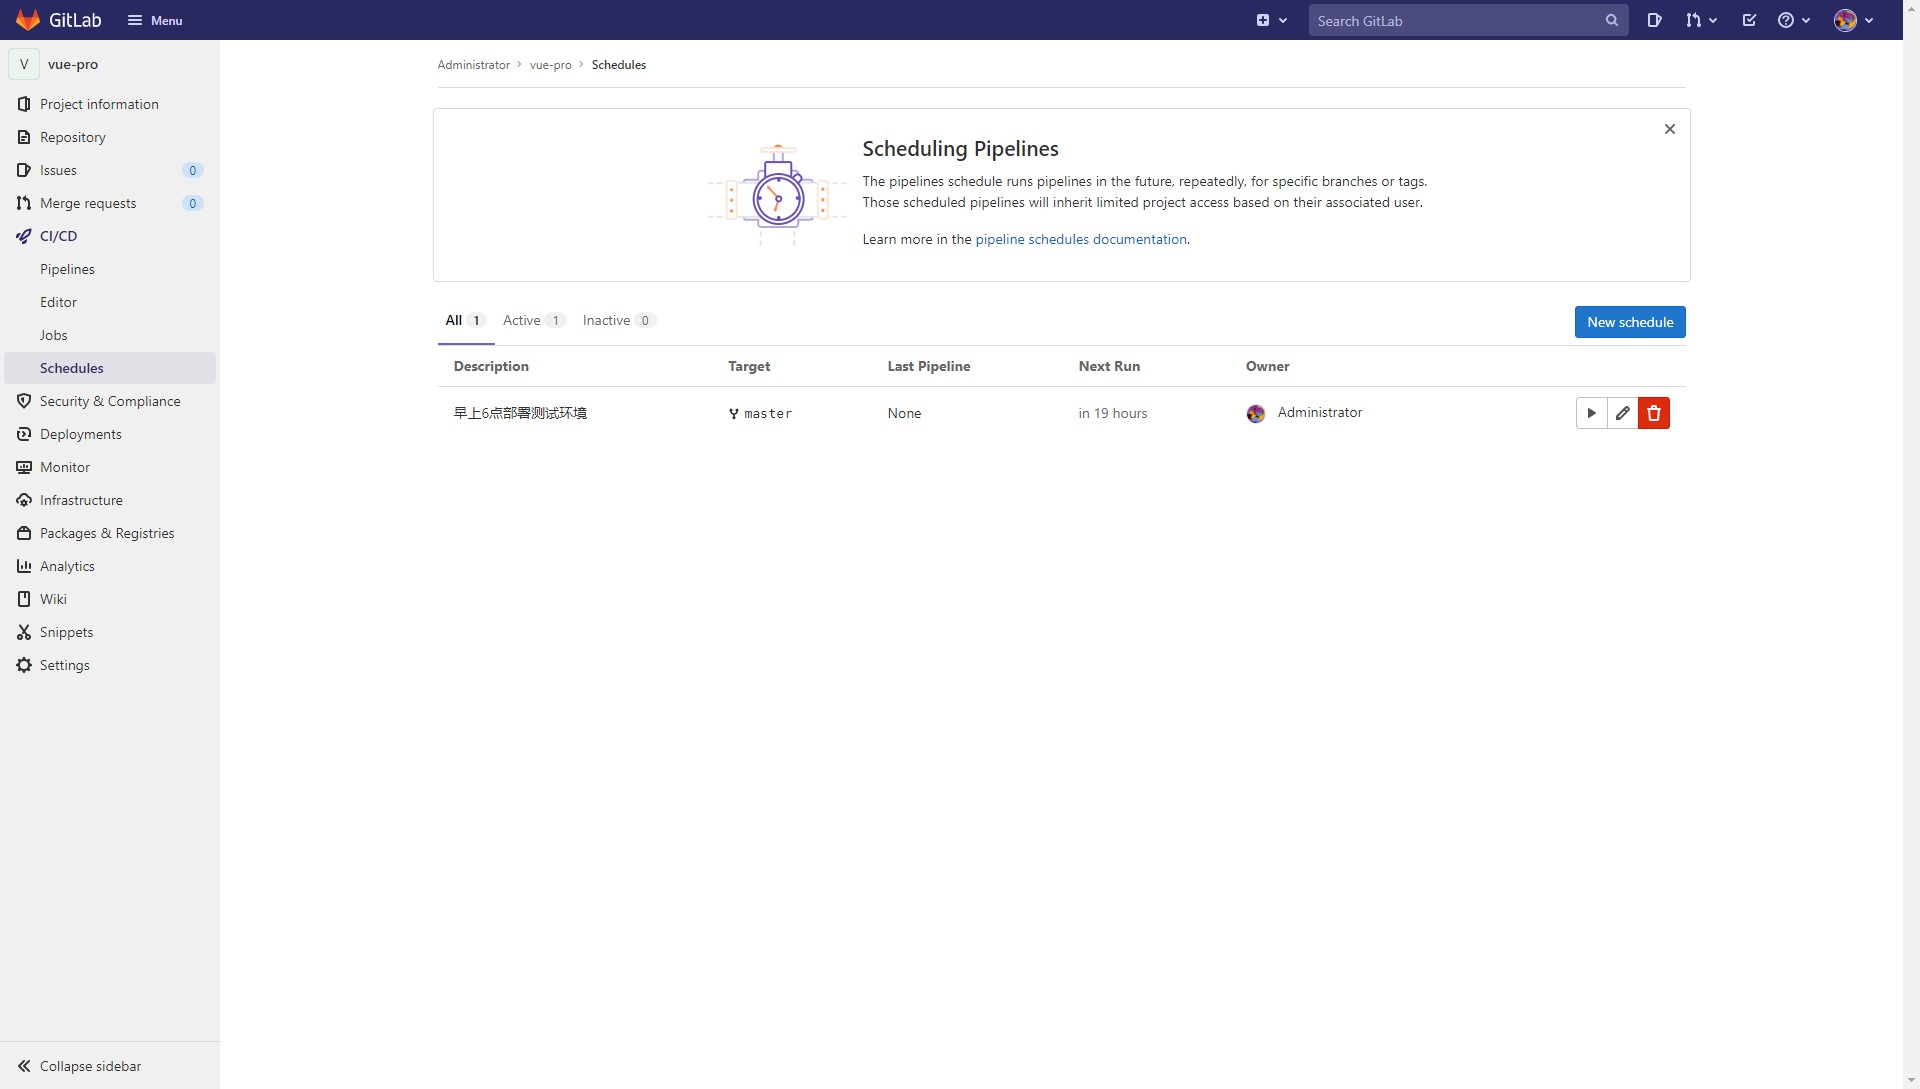 GitLab
Menu
Search GitLab
V
vue-pro
Project information
Repository
Issues 0
Merge requests 0
CI/CD
Pipelines
Editor
Jobs
Schedules
Security & Compliance
Deployments
Monitor
Infrastructure
Packages & Registries
Analytics
Wiki
Snippets
Settings
Collapse sidebar
Administrator > vue-pro > Schedules
Scheduling Pipelines
The pipelines schedule runs pipelines in the future, repeatedly, for specific branches or tags.
Those scheduled pipelines will inherit limited project access based on their associated user.
Learn more in the pipeline schedules documentation.
All 1 Active 1 Inactive 0
New schedule
Description Target Last Pipeline Next Run Owner
早上6点部署测试环境 master None in 19 hours Administrator